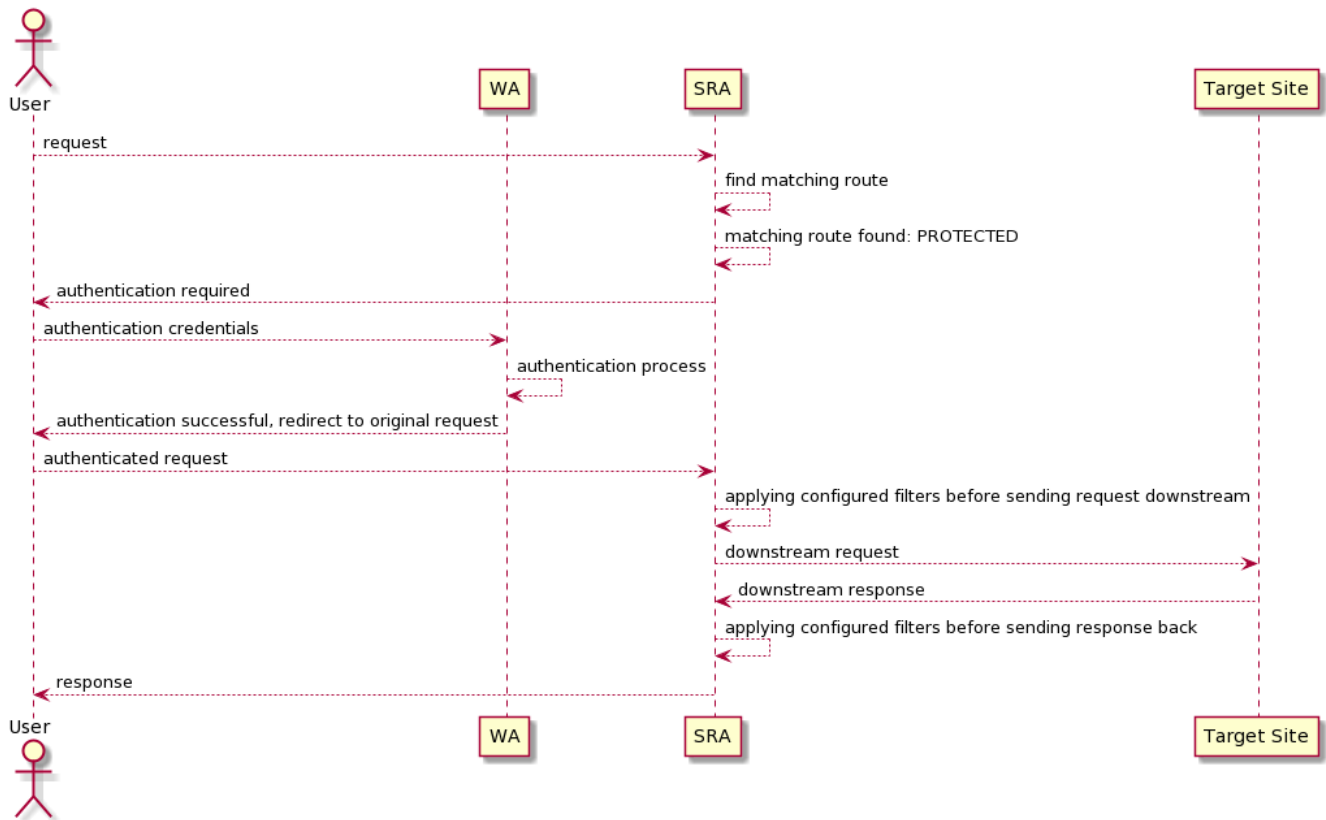 User
WA
SRA
Target Site
request
find matching route
matching route found: PROTECTED
authentication required
authentication credentials
authentication process
authentication successful, redirect to original request
authenticated request
applying configured filters before sending request downstream
downstream request
downstream response
applying configured filters before sending response back
response
User
WA
SRA
Target Site